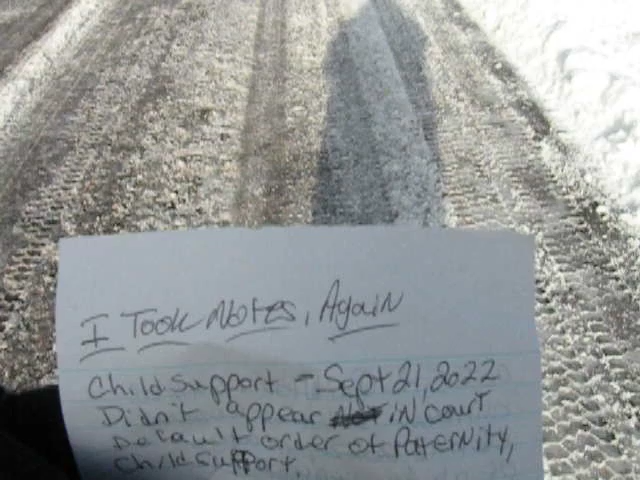 I Took Notes, Again
Child support - Sept 21, 2022
Didn't appear in court
Default order of Paternity,
Child support.